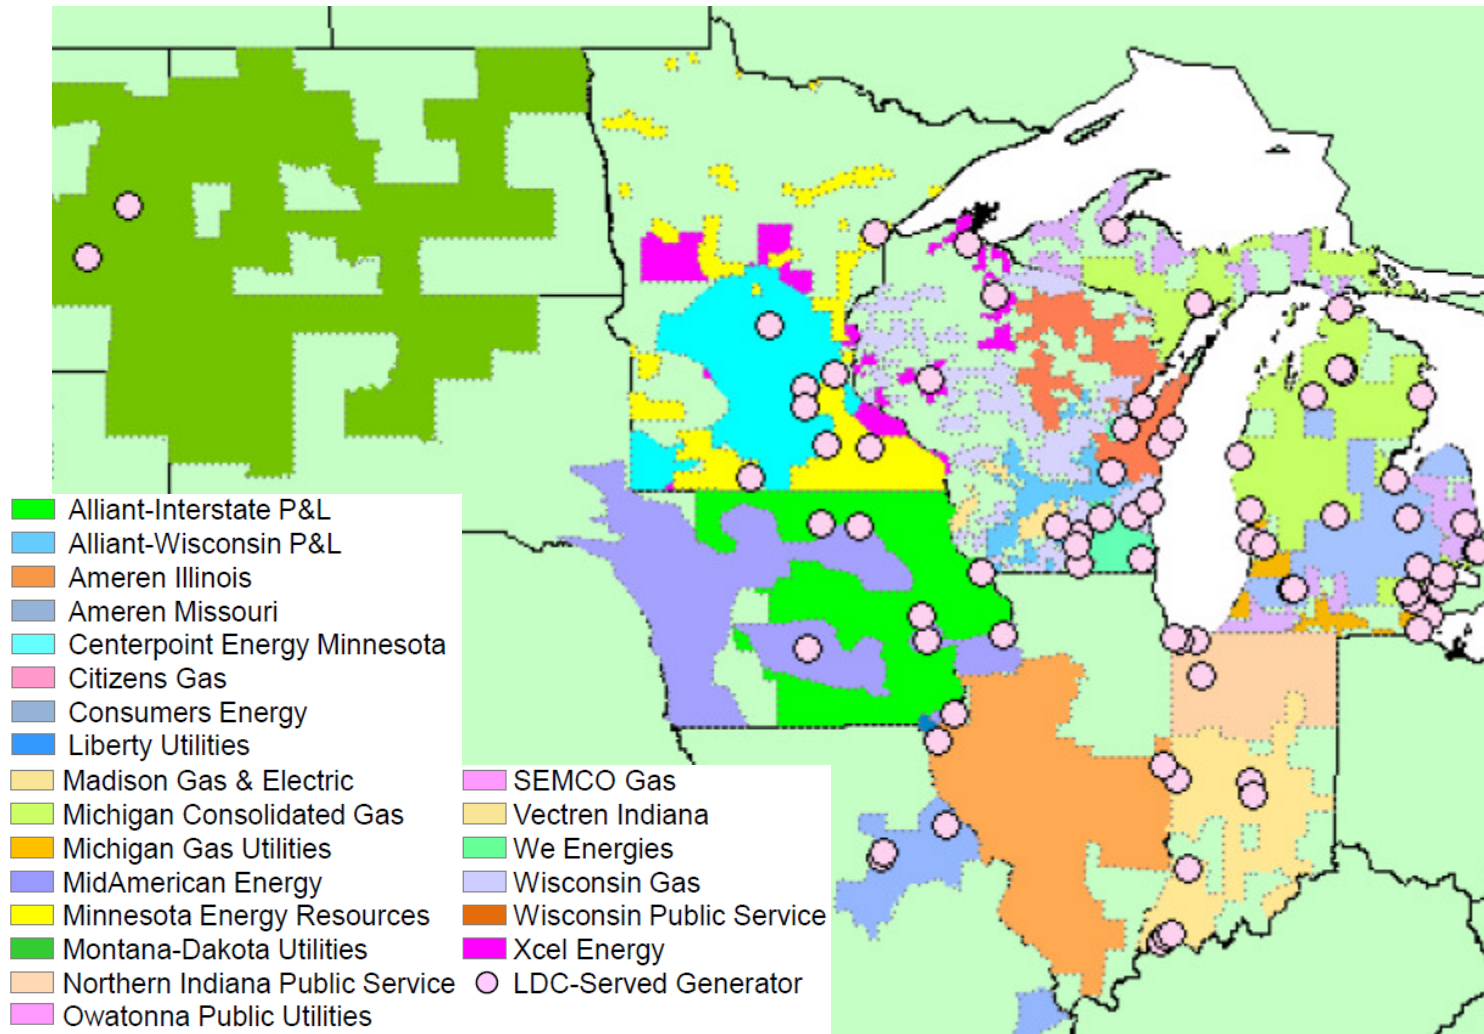 Alliant-Interstate P&L
Alliant-Wisconsin P&L
Ameren Illinois
Ameren Missouri
Centerpoint Energy Minnesota
Citizens Gas
Consumers Energy
Liberty Utilities
Madison Gas & Electric
Michigan Consolidated Gas
Michigan Gas Utilities
MidAmerican Energy
Minnesota Energy Resources
Montana-Dakota Utilities
Northern Indiana Public Service
Owatonna Public Utilities
SEMCO Gas
Vectren Indiana
We Energies
Wisconsin Gas
Wisconsin Public Service
Xcel Energy
LDC-Served Generator